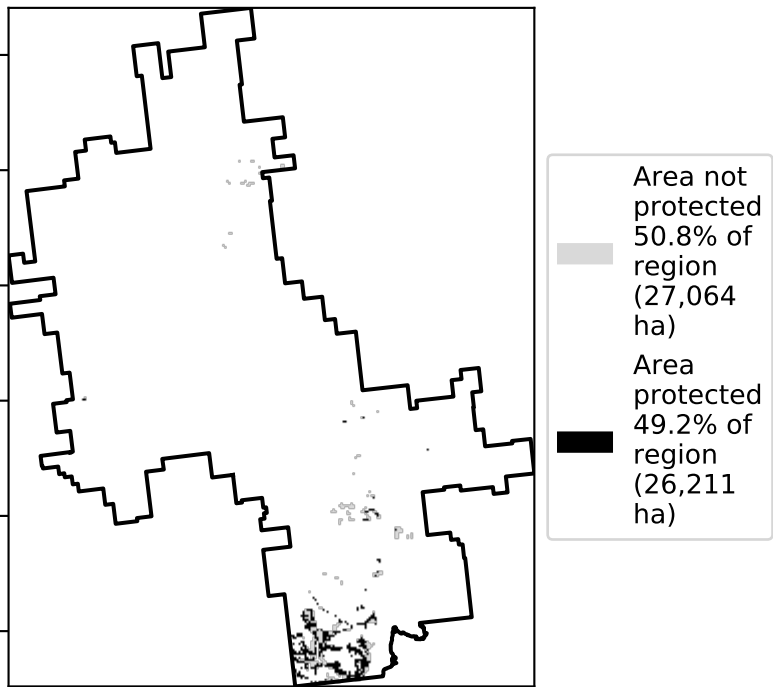 Area not
protected
50.8% of
region
(27,064
ha)
Area
protected
49.2% of
region
(26,211
ha)